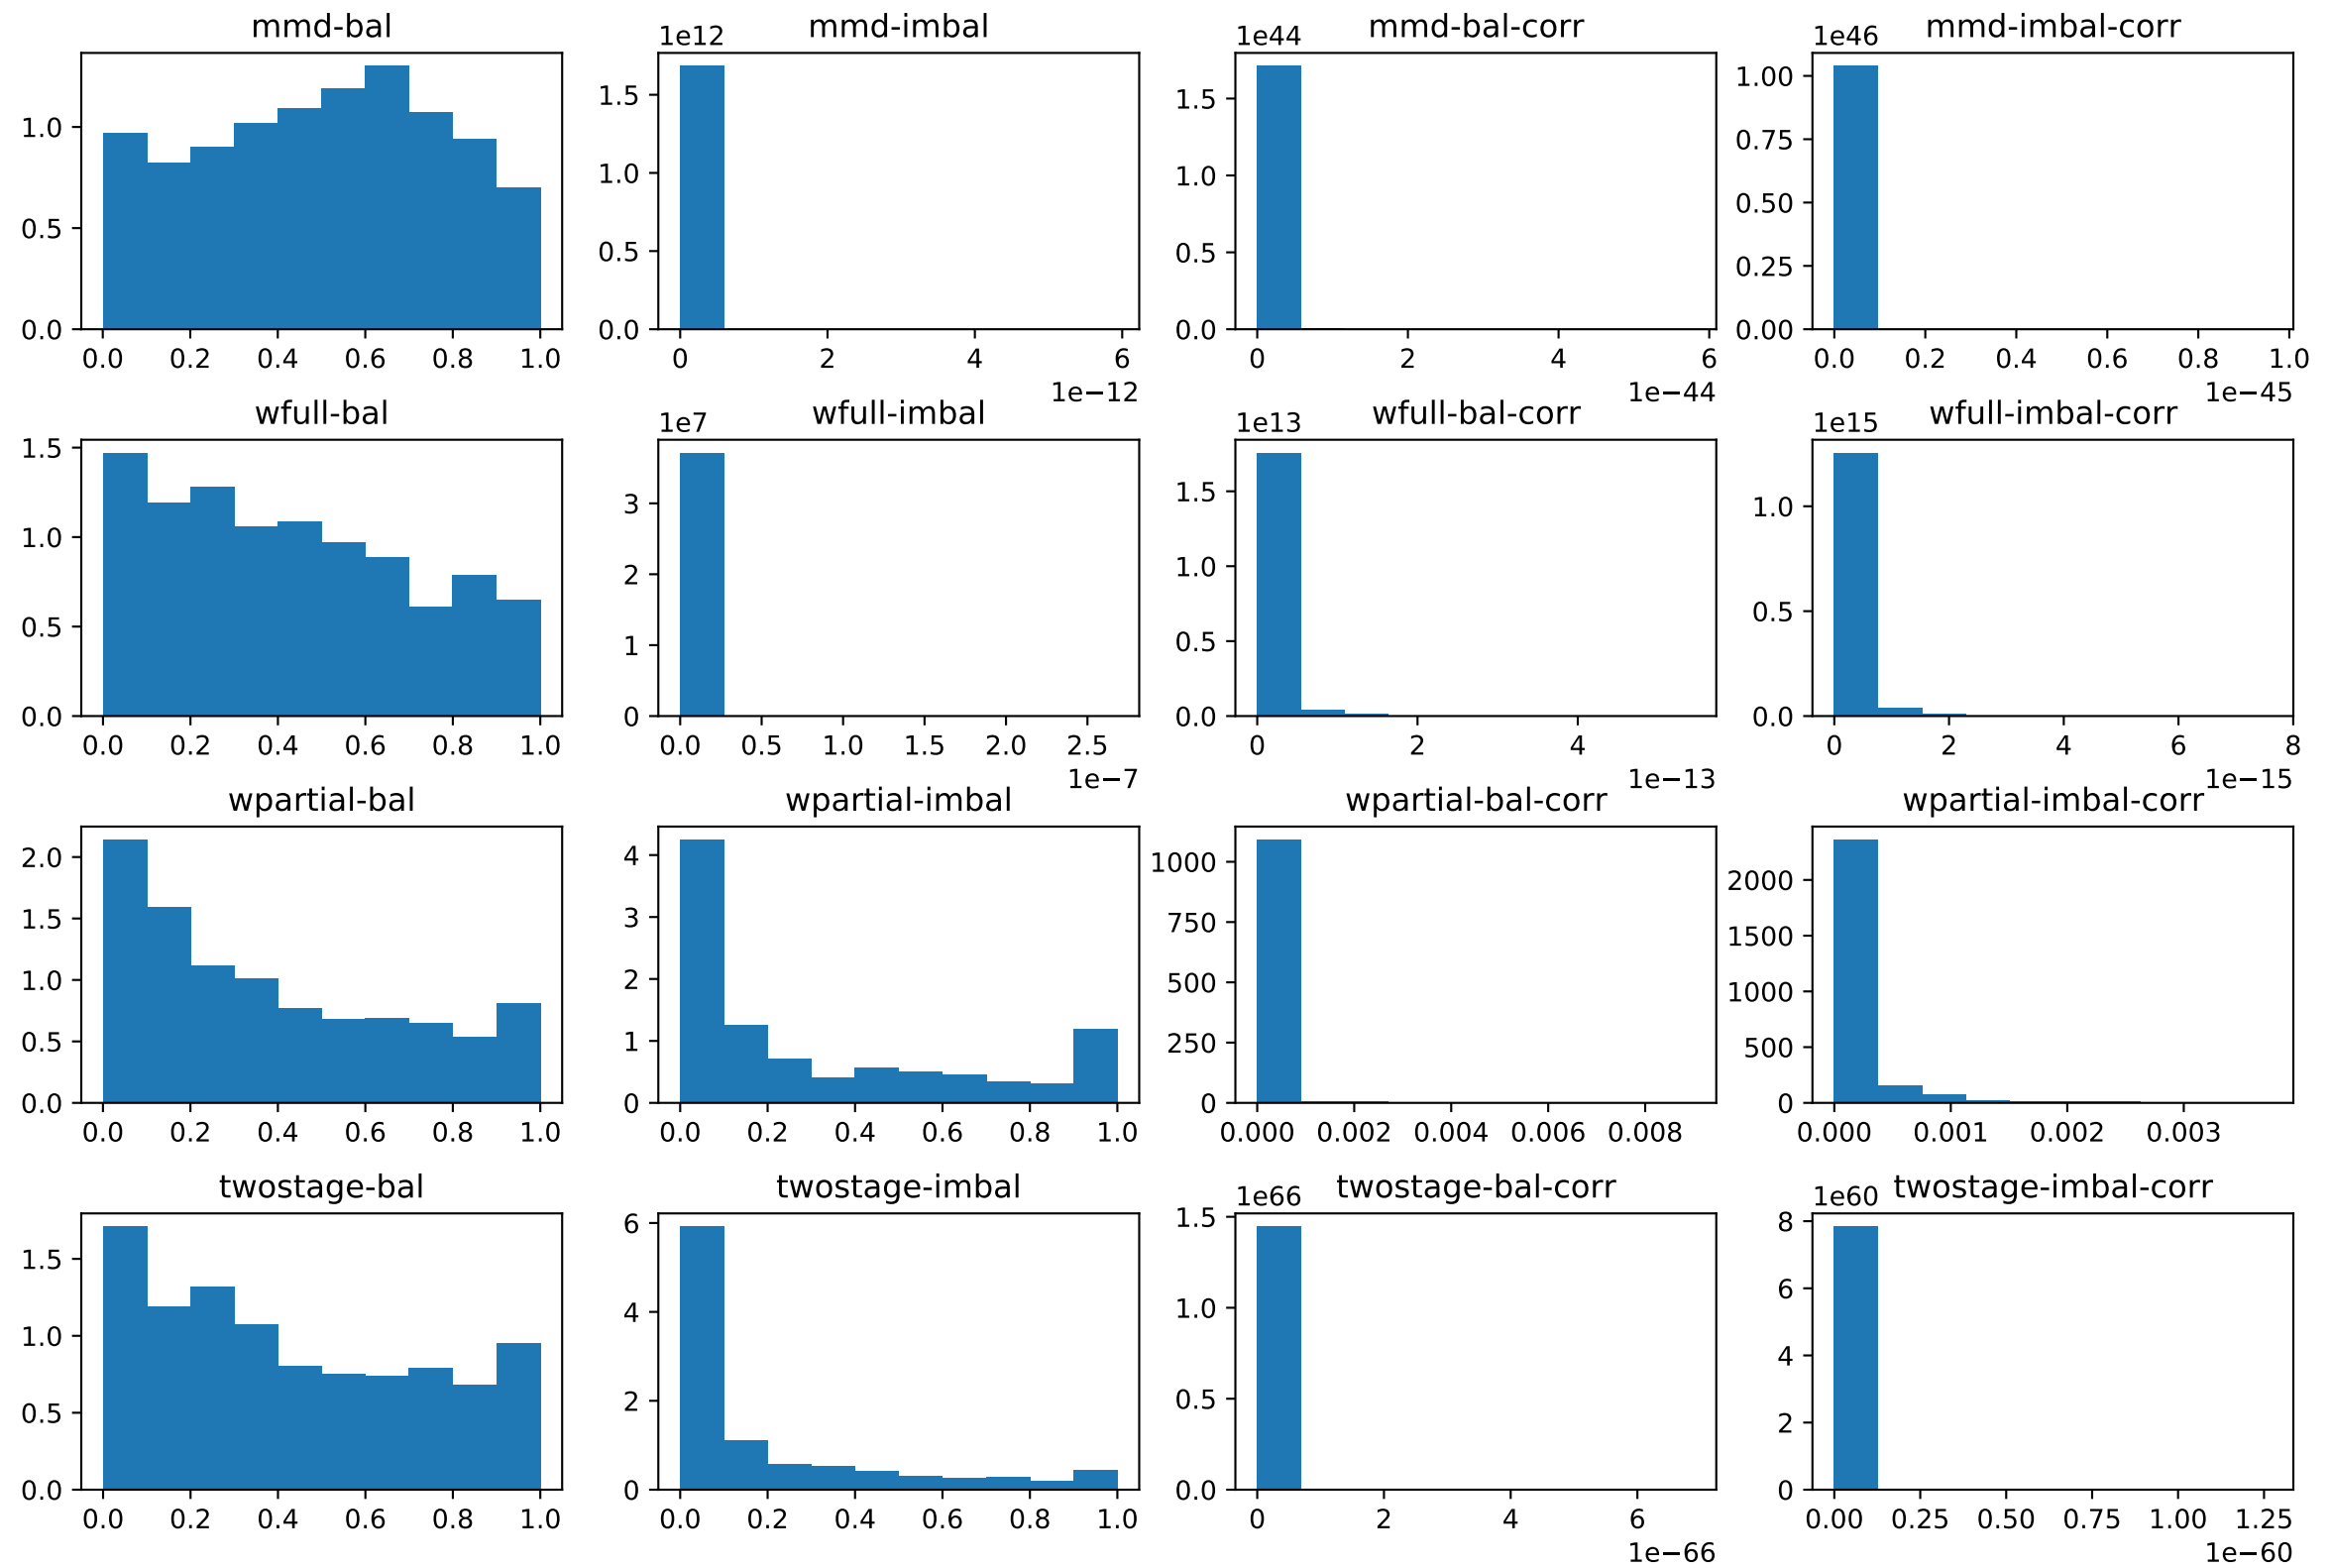 mmd-bal
1.0
0.5
0.0
0.0 0.2 0.4 0.6 0.8 1.0
mmd-imbal
1e12
1.5
1.0
0.5
0.0
0 2 4 6
1e−12
mmd-bal-corr
1e44
1.5
1.0
0.5
0.0
0 2 4 6
1e−44
mmd-imbal-corr
1e46
1.00
0.75
0.50
0.25
0.00
0.0 0.2 0.4 0.6 0.8 1.0
1e−45
wfull-bal
1.5
1.0
0.5
0.0
0.0 0.2 0.4 0.6 0.8 1.0
wfull-imbal
1e7
3
2
1
0
0.0 0.5 1.0 1.5 2.0 2.5
1e−7
wfull-bal-corr
1e13
1.5
1.0
0.5
0.0
0 2 4
1e−13
wfull-imbal-corr
1e15
1.0
0.5
0.0
0 2 4 6 8
1e−15
wpartial-bal
2.0
1.5
1.0
0.5
0.0
0.0 0.2 0.4 0.6 0.8 1.0
wpartial-imbal
4
3
2
1
0
0.0 0.2 0.4 0.6 0.8 1.0
wpartial-bal-corr
1000
750
500
250
0
0.000 0.002 0.004 0.006 0.008
wpartial-imbal-corr
2000
1500
1000
500
0
0.000 0.001 0.002 0.003
twostage-bal
1.5
1.0
0.5
0.0
0.0 0.2 0.4 0.6 0.8 1.0
twostage-imbal
6
4
2
0
0.0 0.2 0.4 0.6 0.8 1.0
twostage-bal-corr
1e66
1.5
1.0
0.5
0.0
0 2 4 6
1e−66
twostage-imbal-corr
1e60
8
6
4
2
0
0.00 0.25 0.50 0.75 1.00 1.25
1e−60